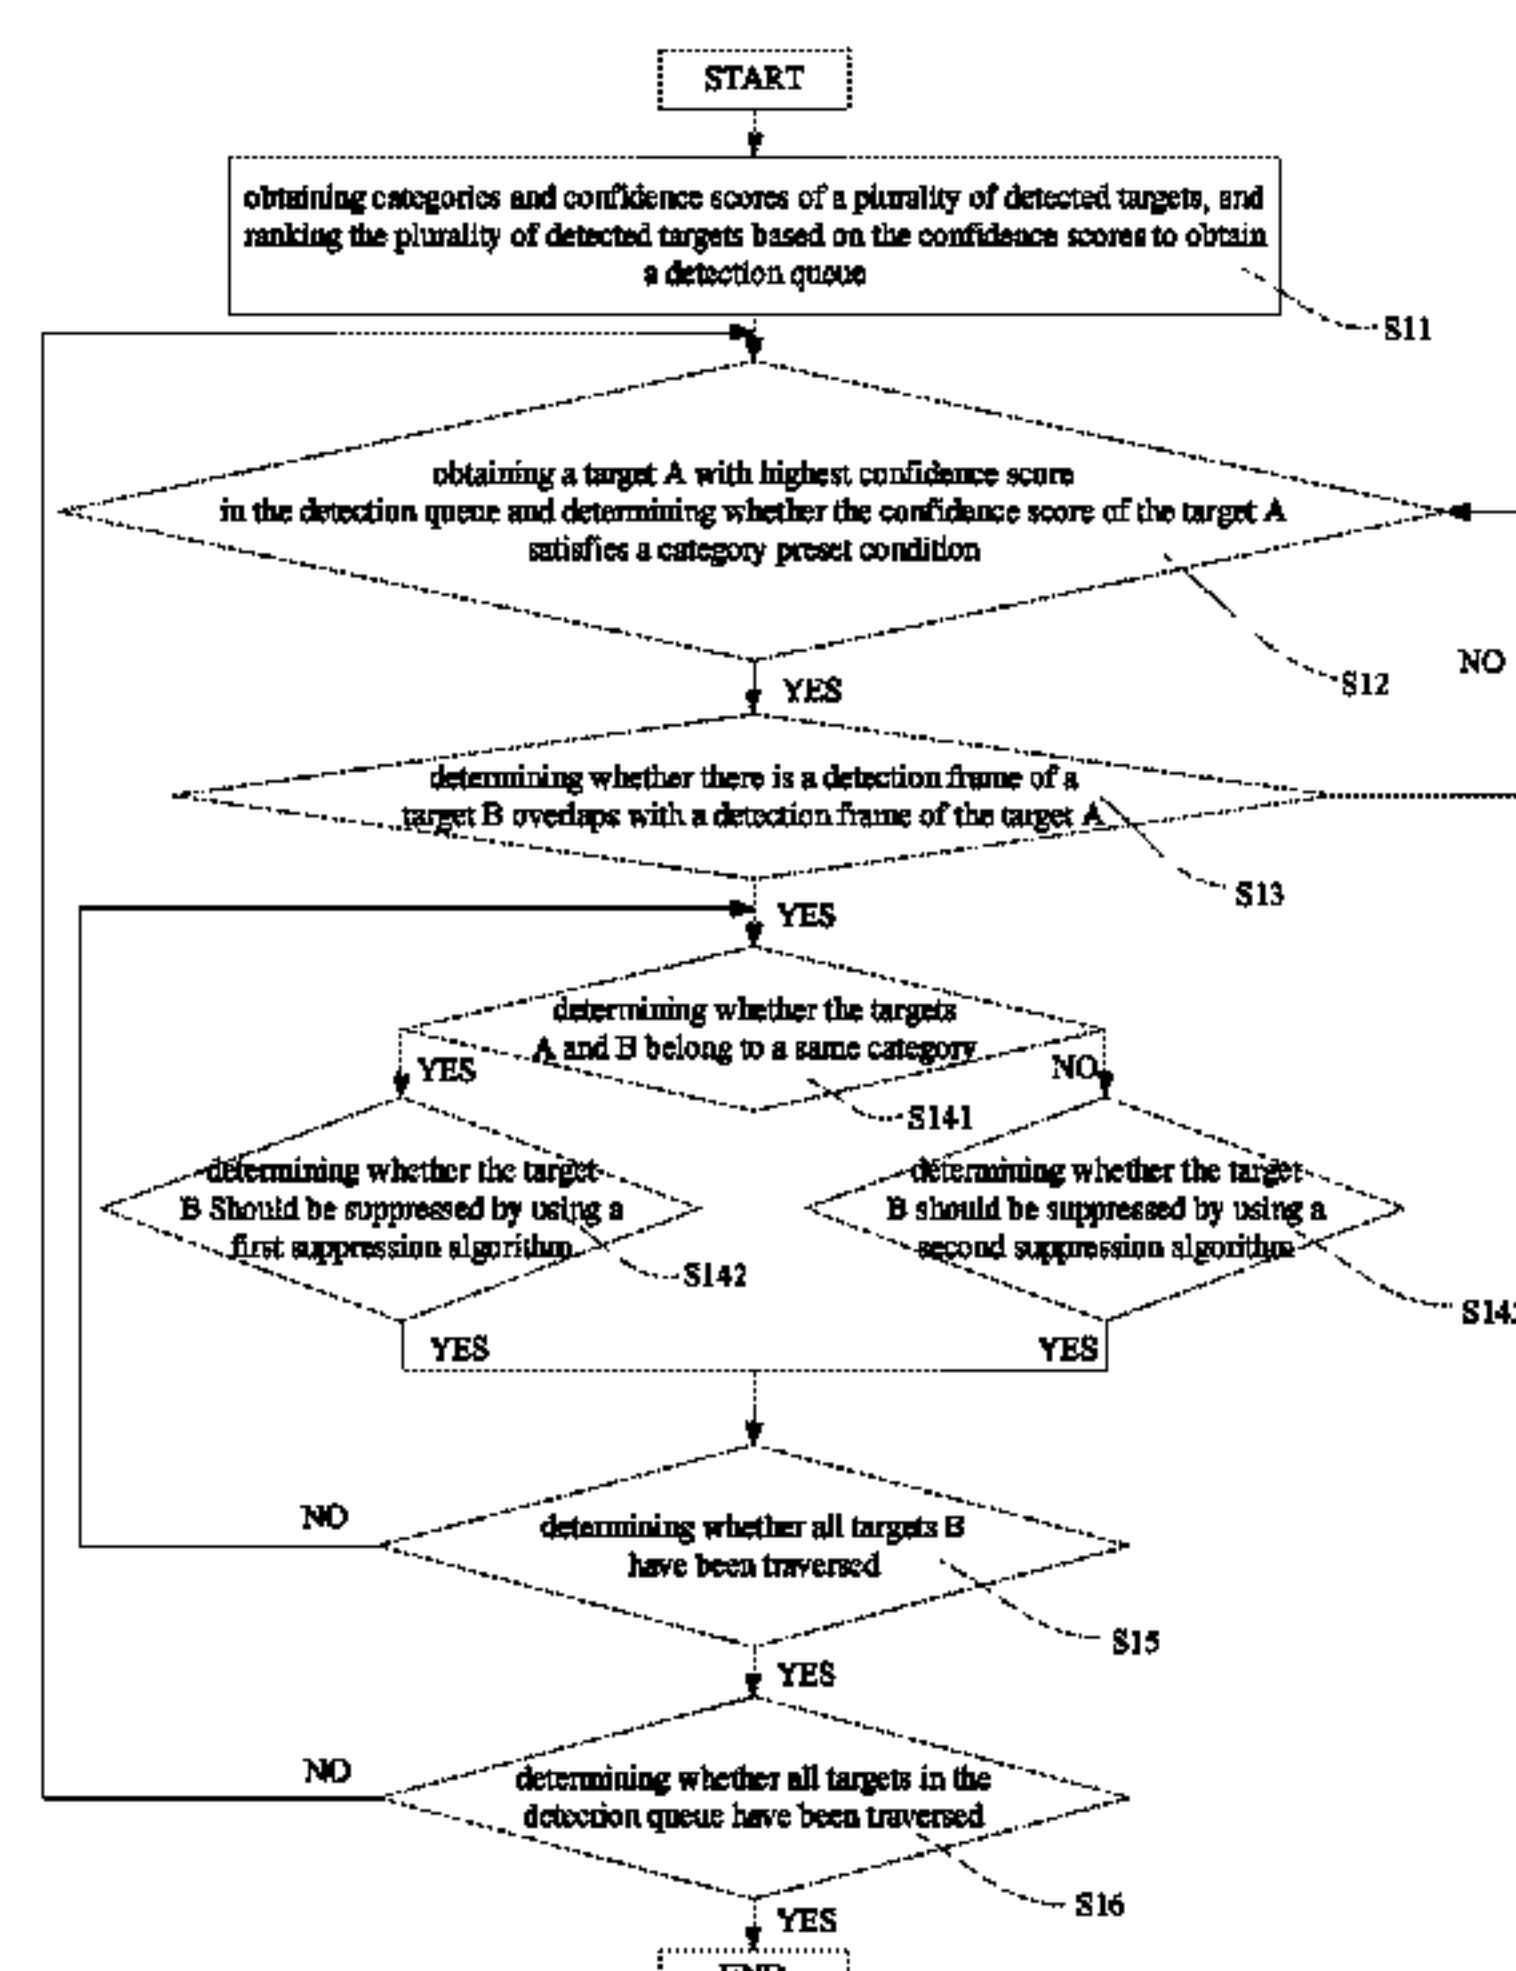 START
obtaining categories and confidence scores of a plurality of detected targets, and
ranking the plurality of detected targets based on the confidence scores to obtain
a detection queue
S11
obtaining a target A with highest confidence score
in the detection queue and determining whether the confidence score of the target A
satisfies a category preset condition
S12
NO
YES
determining whether there is a detection frame of a
target B overlaps with a detection frame of the target A
S13
YES
determining whether the targets
A and B belong to a same category
YES
NO
S141
determining whether the target
B Should be suppressed by using a
first suppression algorithm
S142
determining whether the target
B should be suppressed by using a
second suppression algorithm
YES
YES
NO
determining whether all targets B
have been traversed
S15
YES
NO
determining whether all targets in the
detection queue have been traversed
S16
YES